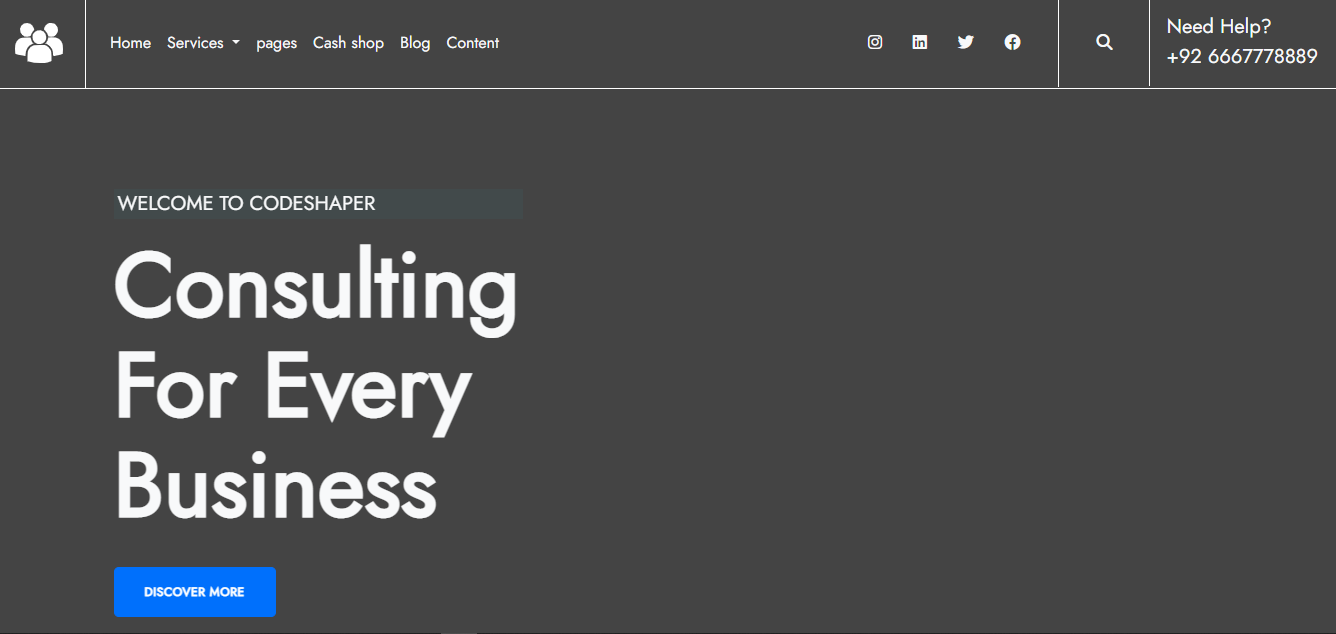 Home Services pages Cash shop Blog Content
Need Help?
+92 6667778889
WELCOME TO CODESHAPER
Consulting
For Every
Business
DISCOVER MORE